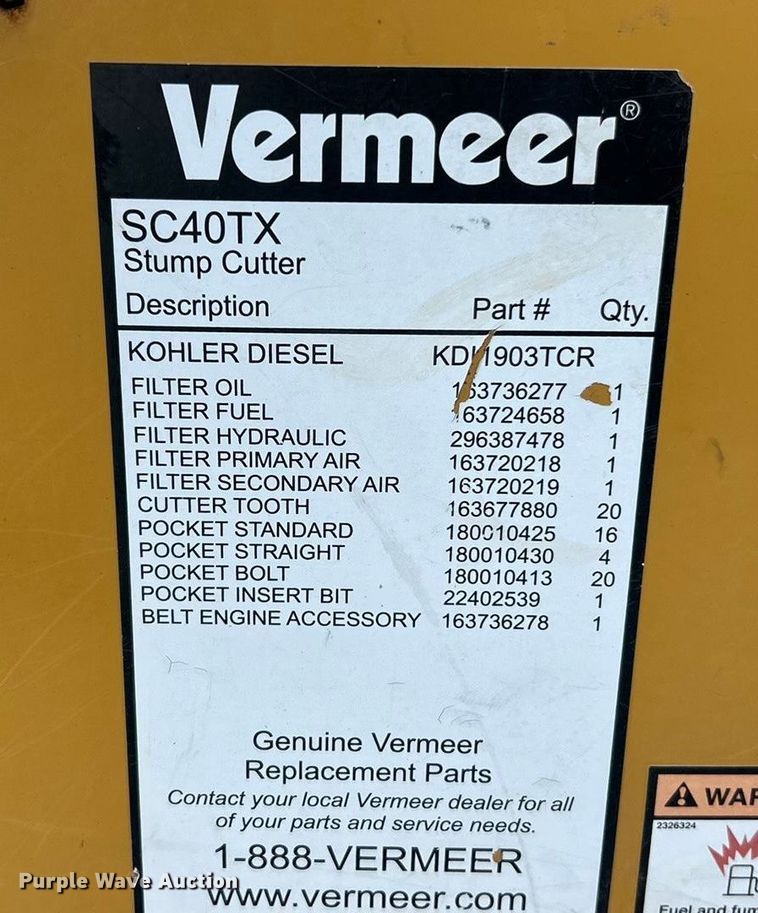 Vermeer®
SC40TX
Stump Cutter
Description Part # Qty.
KOHLER DIESEL KDI1903TCR
FILTER OIL 163736277 1
FILTER FUEL 163724658 1
FILTER HYDRAULIC 296387478 1
FILTER PRIMARY AIR 163720218 1
FILTER SECONDARY AIR 163720219 1
CUTTER TOOTH 163677880 20
POCKET STANDARD 180010425 16
POCKET STRAIGHT 180010430 4
POCKET BOLT 180010413 20
POCKET INSERT BIT 22402539 1
BELT ENGINE ACCESSORY 163736278 1
Genuine Vermeer
Replacement Parts
Contact your local Vermeer dealer for all
of your parts and service needs.
1-888-VERMEER
www.vermeer.com
WAR
2326324
Fuel and fum
Purple Wave Auction